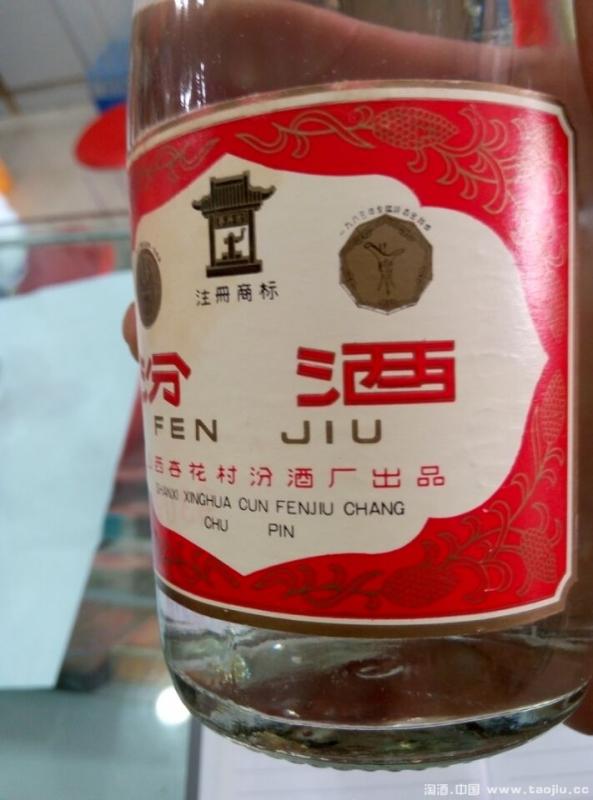 注册商标
汾 酒
FEN JIU
山西杏花村汾酒厂出品
SHANXI XINGHUA CUN FENJIU CHANG
CHU PIN
淘酒.中国 www.taojiu.cc